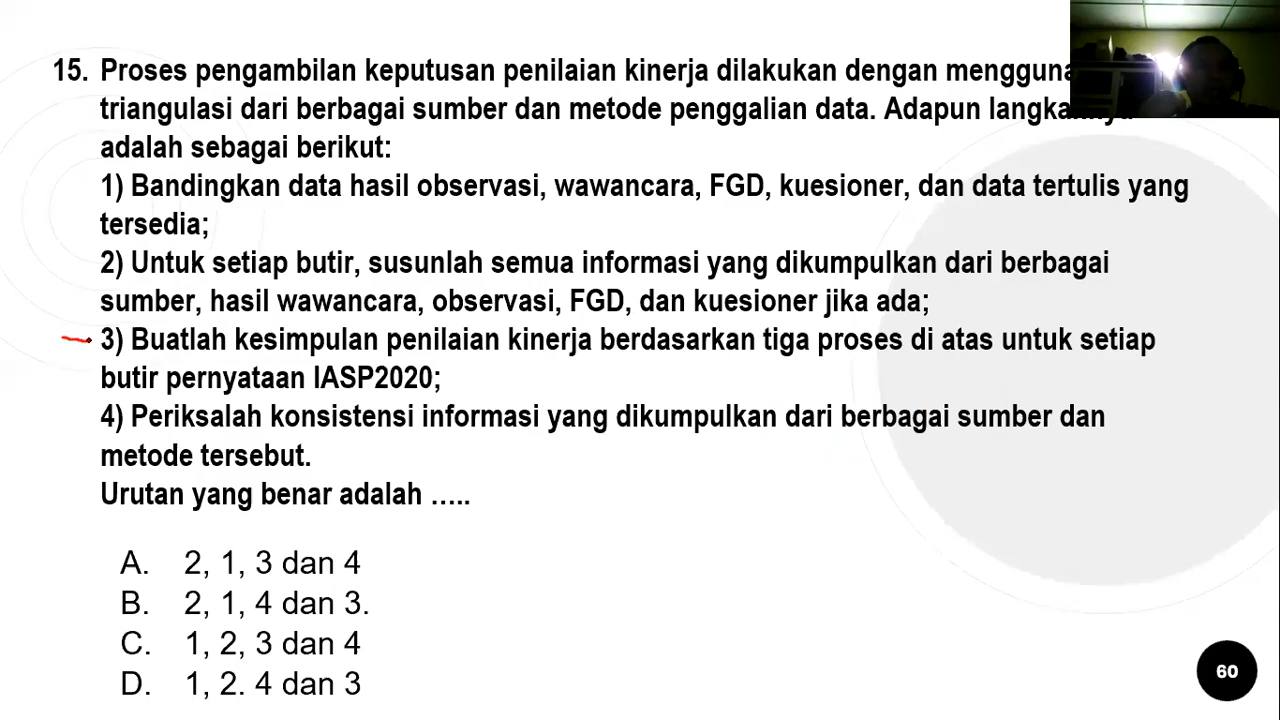 15. Proses pengambilan keputusan penilaian kinerja dilakukan dengan
triangulasi dari berbagai sumber dan metode penggalian data. Adapun
adalah sebagai berikut:
1) Bandingkan data hasil observasi, wawancara, FGD, kuesioner, dan data tertulis yang
tersedia;
2) Untuk setiap butir, susunlah semua informasi yang dikumpulkan dari berbagai
sumber, hasil wawancara, observasi, FGD, dan kuesioner jika ada;
3) Buatlah kesimpulan penilaian kinerja berdasarkan tiga proses di atas untuk setiap
butir pernyataan IASP2020;
4) Periksalah konsistensi informasi yang dikumpulkan dari berbagai sumber dan
metode tersebut.
Urutan yang benar adalah …..
A. 2, 1, 3 dan 4
B. 2, 1, 4 dan 3.
C. 1, 2, 3 dan 4
D. 1, 2. 4 dan 3
60